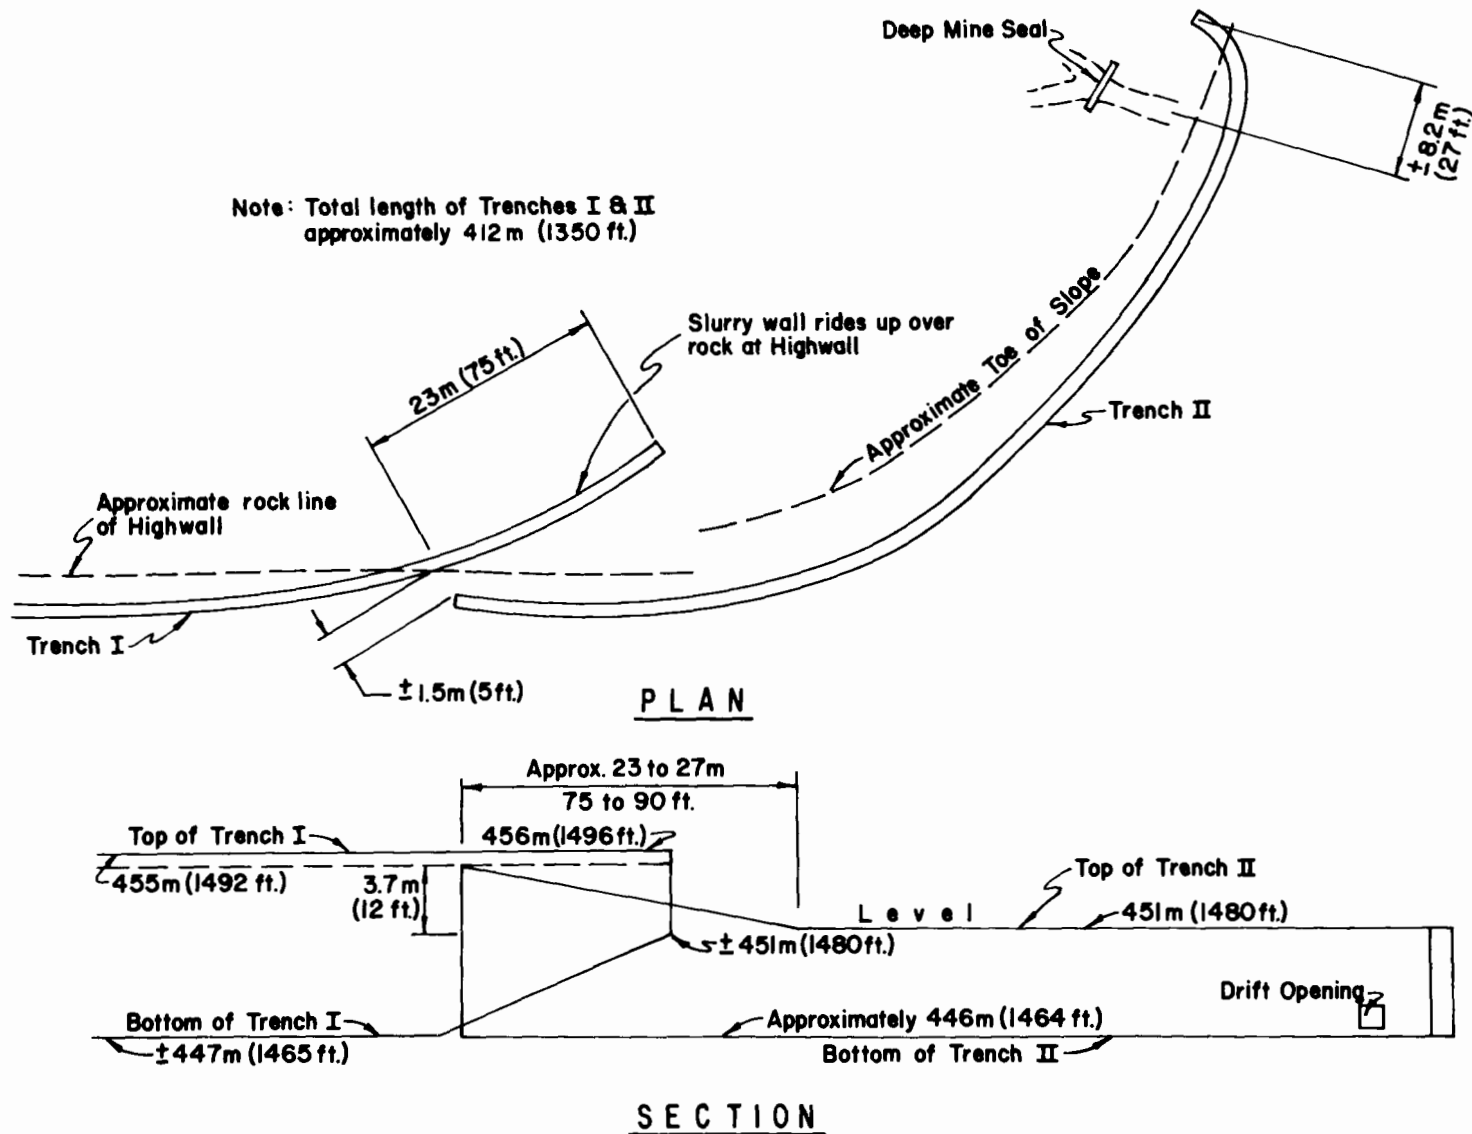 Deep Mine Seal
± 8.2m
(27 ft.)
Note: Total length of Trenches I & II
approximately 412m (1350 ft.)
Slurry wall rides up over
rock at Highwall
23m (75 ft.)
Approximate Toe of Slope
Trench II
Approximate rock line
of Highwall
Trench I
± 1.5m (5ft.)
PLAN
Approx. 23 to 27m
75 to 90 ft.
Top of Trench I
456m (1496 ft.)
455m (1492 ft.)
3.7m
(12 ft.)
Top of Trench II
Level
451m (1480ft.)
± 451m (1480ft.)
Drift Opening
Bottom of Trench I
Approximately 446m (1464 ft.)
± 447m (1465 ft.)
Bottom of Trench II
SECTION